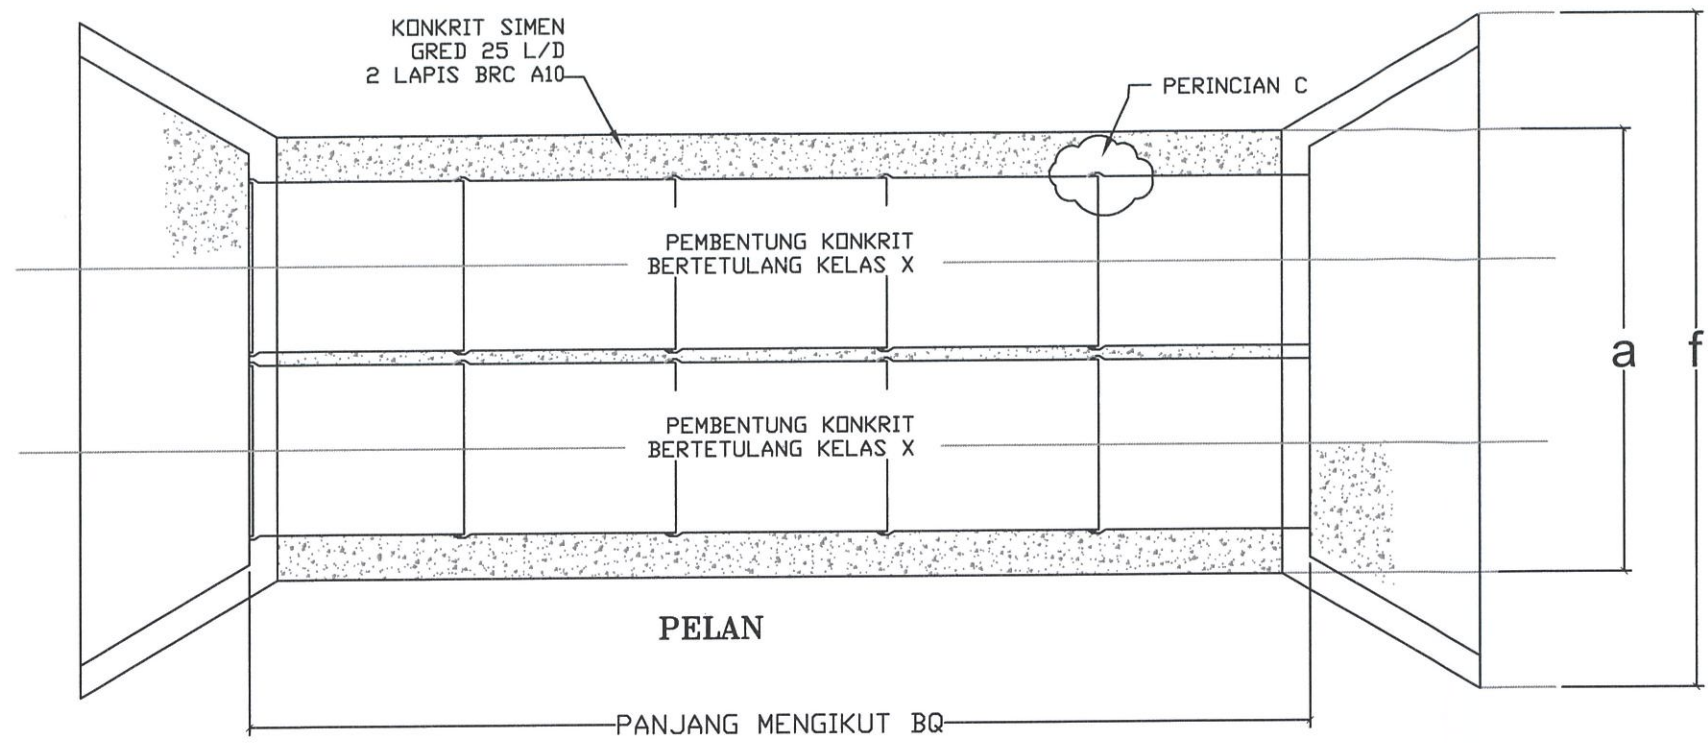 KONKRIT SIMEN
GRED 25 L/D
2 LAPIS BRC A10
PERINCIAN C
PEMBENTUNG KONKRIT
BERTETULANG KELAS X
a
f
PEMBENTUNG KONKRIT
BERTETULANG KELAS X
PELAN
PANJANG MENGIKUT BQ